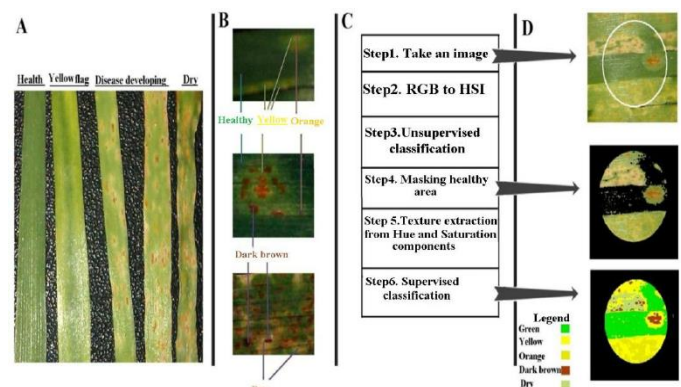 A
Health Yellow flag Disease developing Dry
B
Healthy Yellow Orange
Dark brown
C
Step1. Take an image
Step2. RGB to HSI
Step3.Unsupervised
classification
Step4. Masking healthy
area
Step 5.Texture extraction
from Hue and Saturation
components
Step6. Supervised
classification
D
Legend
Green
Yellow
Orange
Dark brown
Dry